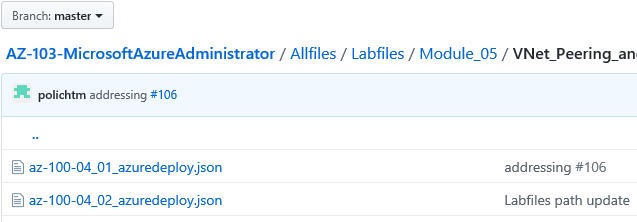 Branch: master
AZ-103-MicrosoftAzureAdministrator / Allfiles / Labfiles / Module_05 / VNet_Peering_an
polichtm addressing #106
..
az-100-04_01_azuredeploy.json addressing #106
az-100-04_02_azuredeploy.json Labfiles path update